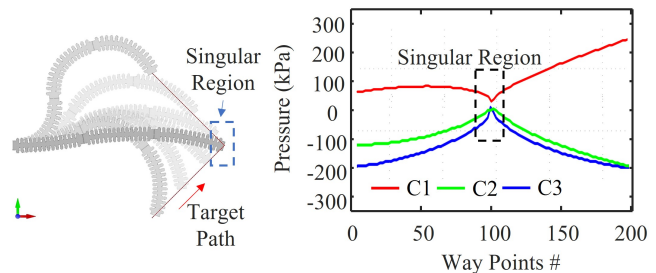 Singular
Region
Target
Path
Pressure (kPa)
300
200
100
0
-100
-200
-300
Singular Region
C1
C2
C3
0
50
100
150
200
Way Points #